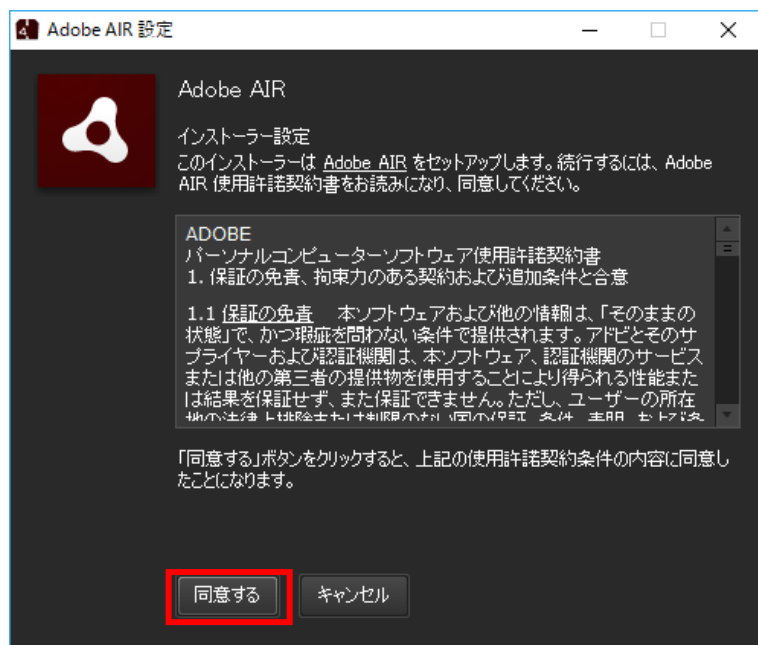 Adobe AIR 設定
Adobe AIR
インストーラー設定
このインストーラーは Adobe AIR をセットアップします。続行するには、Adobe
AIR 使用許諾契約書をお読みになり、同意してください。
ADOBE
パーソナルコンピューターソフトウェア使用許諾契約書
1. 保証の免責、拘束力のある契約および追加条件と合意
1.1 保証の免責　本ソフトウェアおよび他の情報は、「そのままの
状態」で、かつ瑕疵を問わない条件で提供されます。アドビとそのサ
プライヤーおよび認証機関は、本ソフトウェア、認証機関のサービス
または他の第三者の提供物を使用することにより得られる性能また
は結果を保証せず、また保証できません。ただし、ユーザーの所在
「同意する」ボタンをクリックすると、上記の使用許諾契約条件の内容に同意し
たことになります。
同意する
キャンセル